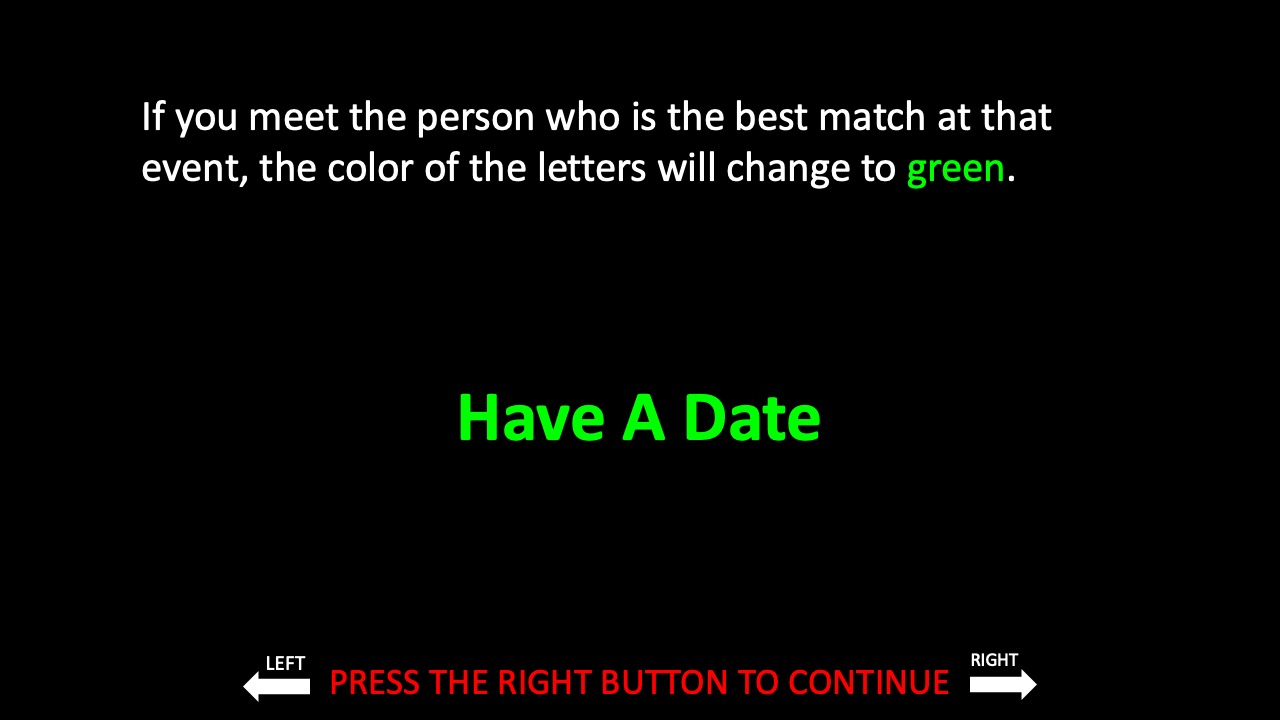 If you meet the person who is the best match at that
event, the color of the letters will change to green.
Have A Date
LEFT
PRESS THE RIGHT BUTTON TO CONTINUE
RIGHT